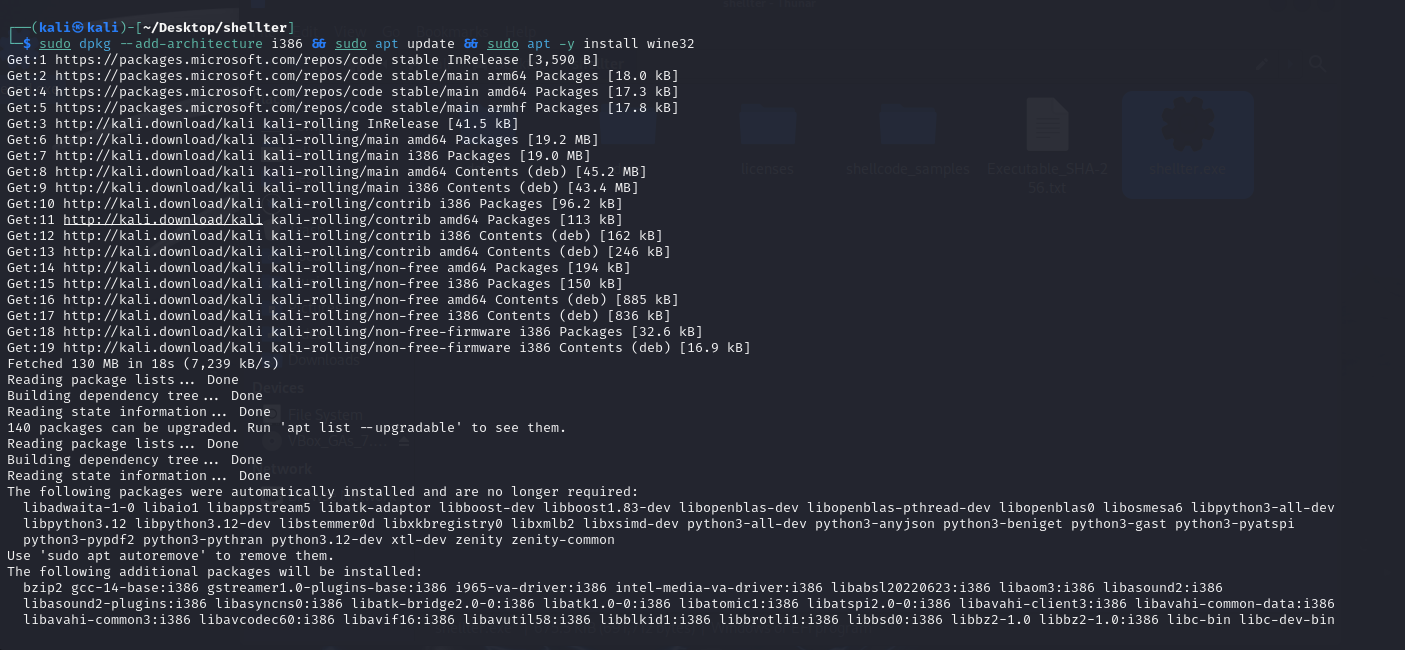 ┌──(kali㉿kali)-[~/Desktop/shellter]
└─$ sudo dpkg --add-architecture i386 && sudo apt update && sudo apt -y install wine32
Get:1 https://packages.microsoft.com/repos/code stable InRelease [3,590 B]
Get:2 https://packages.microsoft.com/repos/code stable/main arm64 Packages [18.0 kB]
Get:4 https://packages.microsoft.com/repos/code stable/main amd64 Packages [17.3 kB]
Get:5 https://packages.microsoft.com/repos/code stable/main armhf Packages [17.8 kB]
Get:3 http://kali.download/kali kali-rolling InRelease [41.5 kB]
Get:6 http://kali.download/kali kali-rolling/main amd64 Packages [19.2 MB]
Get:7 http://kali.download/kali kali-rolling/main i386 Packages [19.0 MB]
Get:8 http://kali.download/kali kali-rolling/main amd64 Contents (deb) [45.2 MB]
Get:9 http://kali.download/kali kali-rolling/main i386 Contents (deb) [43.4 MB]
Get:10 http://kali.download/kali kali-rolling/contrib i386 Packages [96.2 kB]
Get:11 http://kali.download/kali kali-rolling/contrib amd64 Packages [113 kB]
Get:12 http://kali.download/kali kali-rolling/contrib i386 Contents (deb) [162 kB]
Get:13 http://kali.download/kali kali-rolling/contrib amd64 Contents (deb) [246 kB]
Get:14 http://kali.download/kali kali-rolling/non-free amd64 Packages [194 kB]
Get:15 http://kali.download/kali kali-rolling/non-free i386 Packages [150 kB]
Get:16 http://kali.download/kali kali-rolling/non-free amd64 Contents (deb) [885 kB]
Get:17 http://kali.download/kali kali-rolling/non-free i386 Contents (deb) [836 kB]
Get:18 http://kali.download/kali kali-rolling/non-free-firmware i386 Packages [32.6 kB]
Get:19 http://kali.download/kali kali-rolling/non-free-firmware i386 Contents (deb) [16.9 kB]
Fetched 130 MB in 18s (7,239 kB/s)
Reading package lists... Done
Building dependency tree... Done
Reading state information... Done
140 packages can be upgraded. Run 'apt list --upgradable' to see them.
Reading package lists... Done
Building dependency tree... Done
Reading state information... Done
The following packages were automatically installed and are no longer required:
libadwaita-1-0 libaio1 libappstream5 libatk-adaptor libboost-dev libboost1.83-dev libopenblas-dev libopenblas-pthread-dev libopenblas0 libosmesa6 libpython3-all-dev
libpython3.12 libpython3.12-dev libstemmer0d libxkbregistry0 libxmlb2 libxsimd-dev python3-all-dev python3-anyjson python3-beniget python3-gast python3-pyatspi
python3-pypdf2 python3-pythran python3.12-dev xtl-dev zenity zenity-common
Use 'sudo apt autoremove' to remove them.
The following additional packages will be installed:
bzip2 gcc-14-base:i386 gstreamer1.0-plugins-base:i386 i965-va-driver:i386 intel-media-va-driver:i386 libabsl20220623:i386 libaom3:i386 libasound2:i386
libasound2-plugins:i386 libasyncns0:i386 libatk-bridge2.0-0:i386 libatk1.0-0:i386 libatomic1:i386 libatspi2.0-0:i386 libavahi-client3:i386 libavahi-common-data:i386
libavahi-common3:i386 libavcodec60:i386 libavif16:i386 libavutil58:i386 libblkid1:i386 libbrotli1:i386 libbsd0:i386 libbz2-1.0 libbz2-1.0:i386 libc-bin libc-dev-bin
licenses
shellcode_samples
Executable_SHA-2
56.txt
shellter.exe
Downloads
Devices
File System